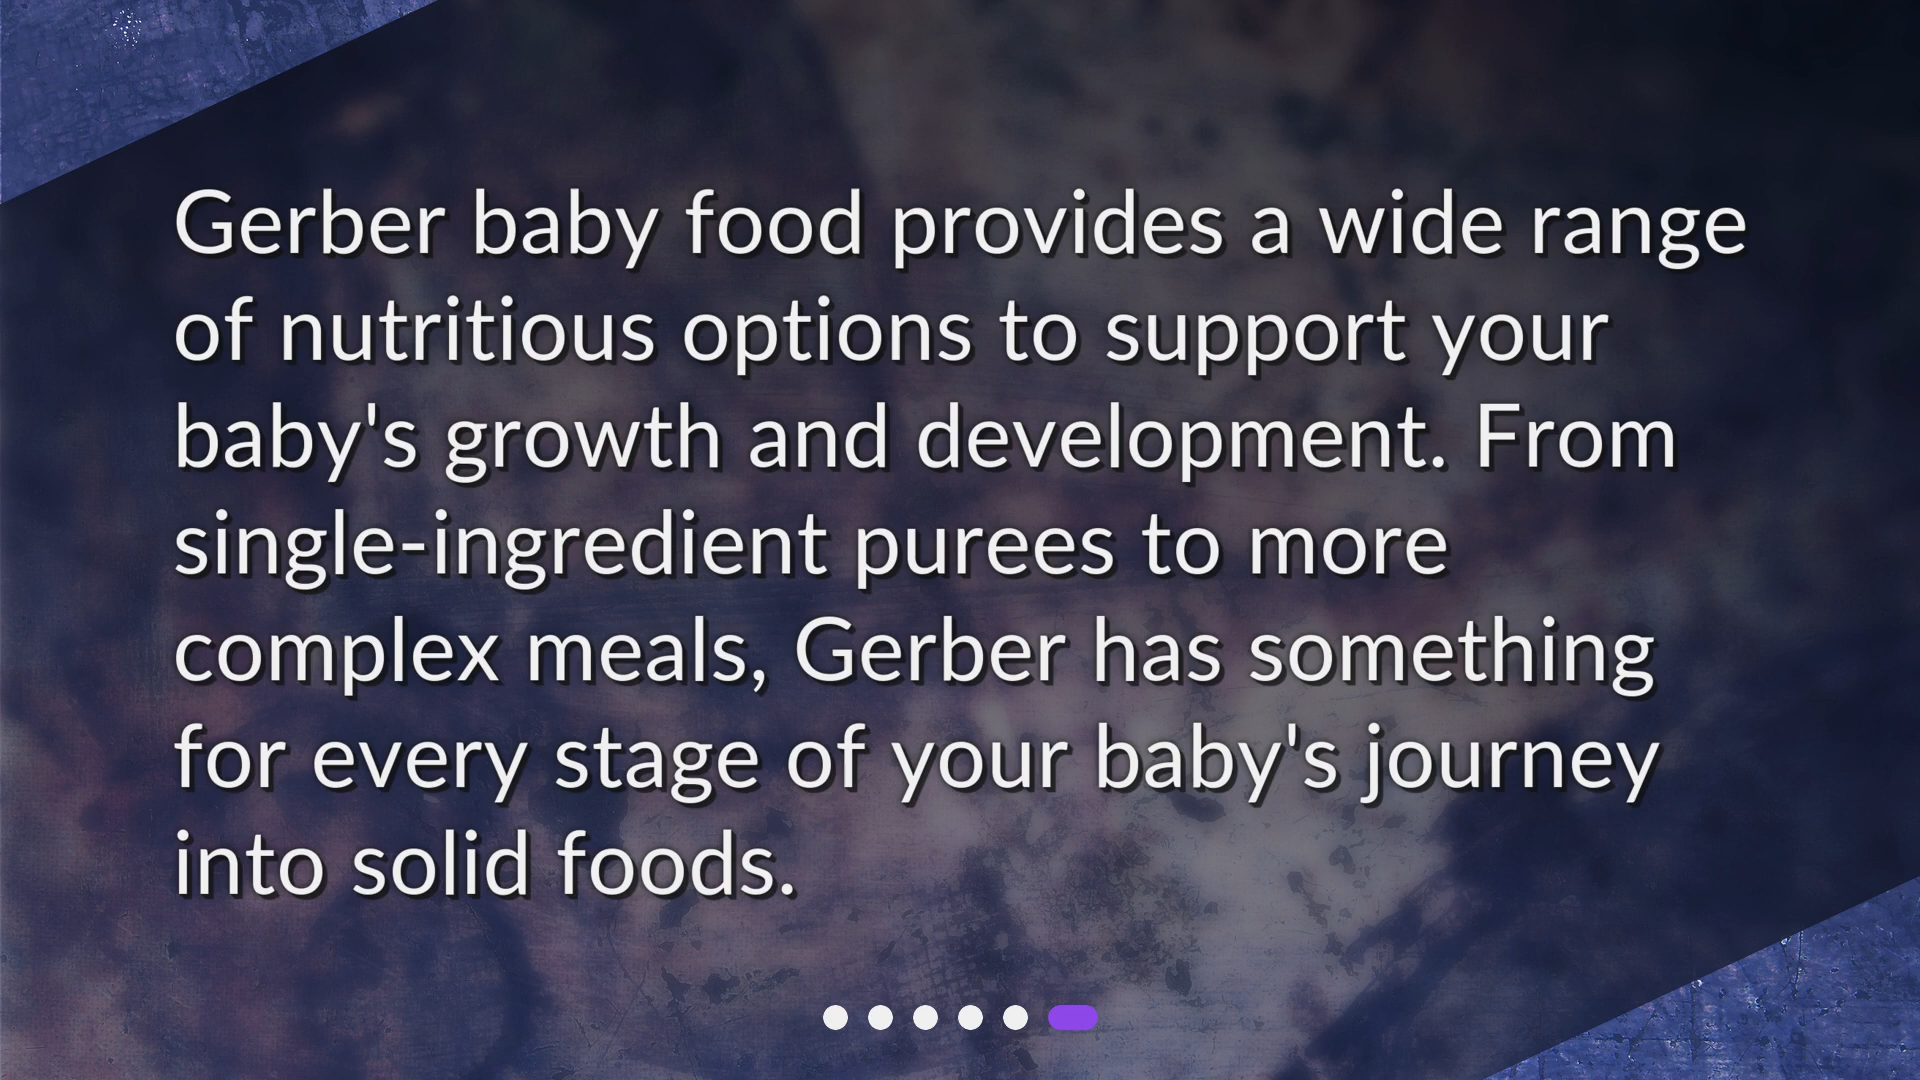 Gerber baby food provides a wide range
of nutritious options to support your
baby's growth and development. From
single-ingredient purees to more
complex meals, Gerber has something
for every stage of your baby's journey
into solid foods.